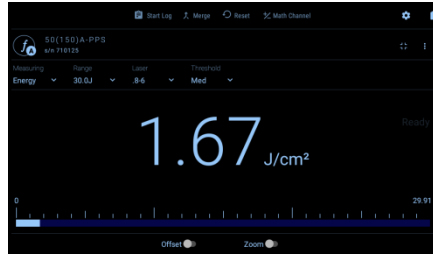 Start Log Merge Reset Math Channel
50(150)A-PPS
s/n 710125
Measuring Range Laser Threshold
Energy 30.0J .8-6 Med
Ready
1.67 J/cm²
0 29.91
Offset Zoom